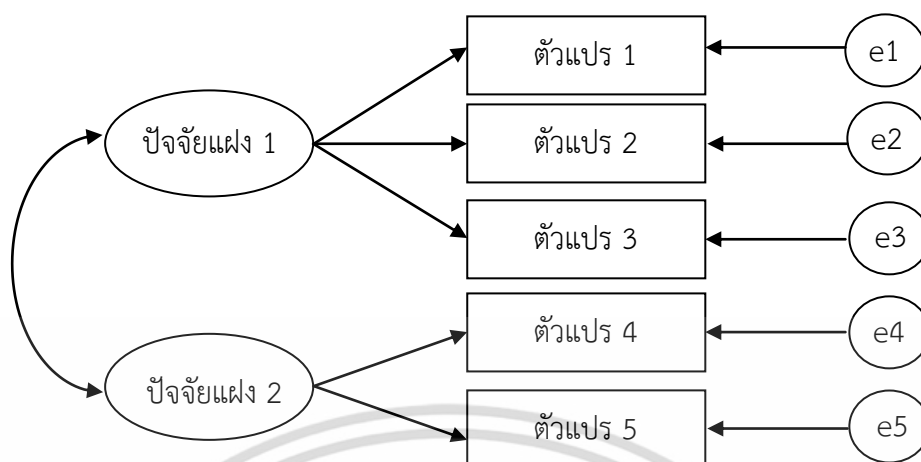 ตัวแปร 1
e1
ปัจจัยแฝง 1
ตัวแปร 2
e2
ตัวแปร 3
e3
ตัวแปร 4
e4
ปัจจัยแฝง 2
ตัวแปร 5
e5